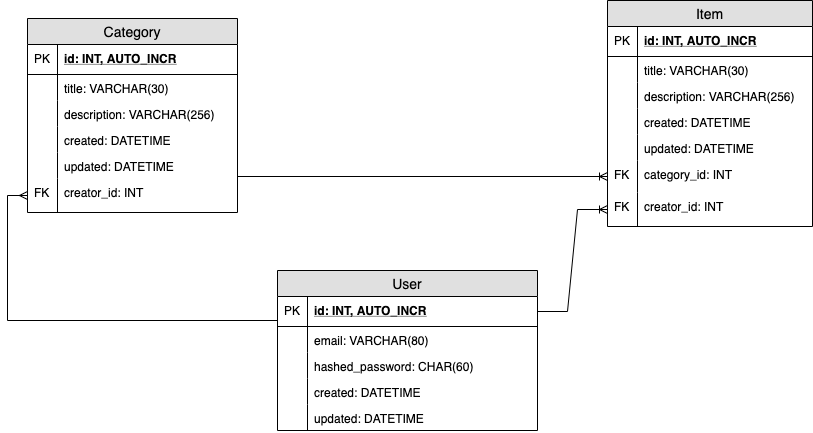 Category
PK id: INT, AUTO_INCR
title: VARCHAR(30)
description: VARCHAR(256)
created: DATETIME
updated: DATETIME
FK creator_id: INT
Item
PK id: INT, AUTO_INCR
title: VARCHAR(30)
description: VARCHAR(256)
created: DATETIME
updated: DATETIME
FK category_id: INT
FK creator_id: INT
User
PK id: INT, AUTO_INCR
email: VARCHAR(80)
hashed_password: CHAR(60)
created: DATETIME
updated: DATETIME